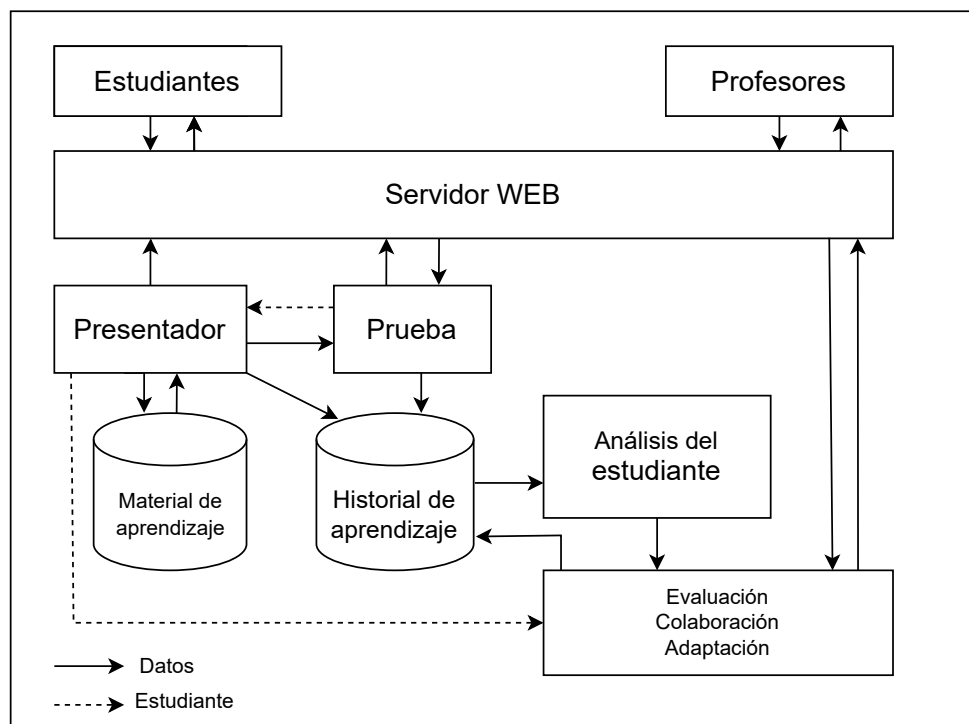 Estudiantes
Profesores
Servidor WEB
Presentador
Prueba
Material de
aprendizaje
Historial de
aprendizaje
Análisis del
estudiante
Evaluación
Colaboración
Adaptación
Datos
Estudiante